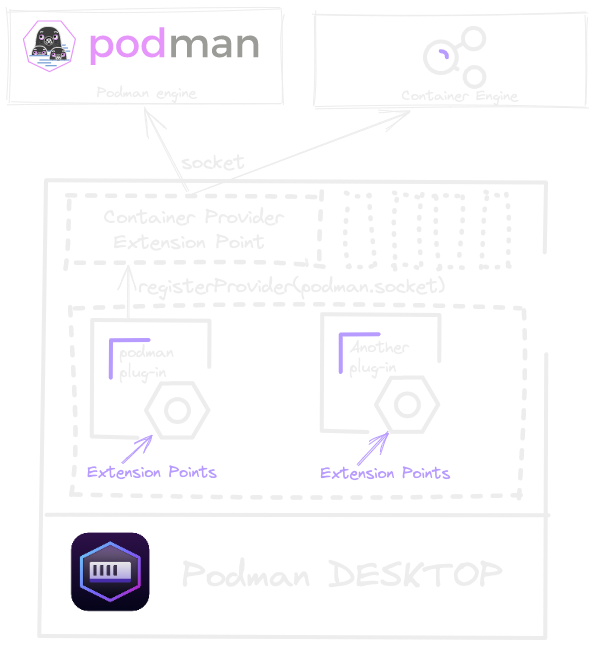 podman
Podman engine
Container Engine
socket
Container Provider
Extension Point
registerProvider(podman.socket)
podman
plug-in
Another
plug-in
Extension Points
Extension Points
Podman DESKTOP